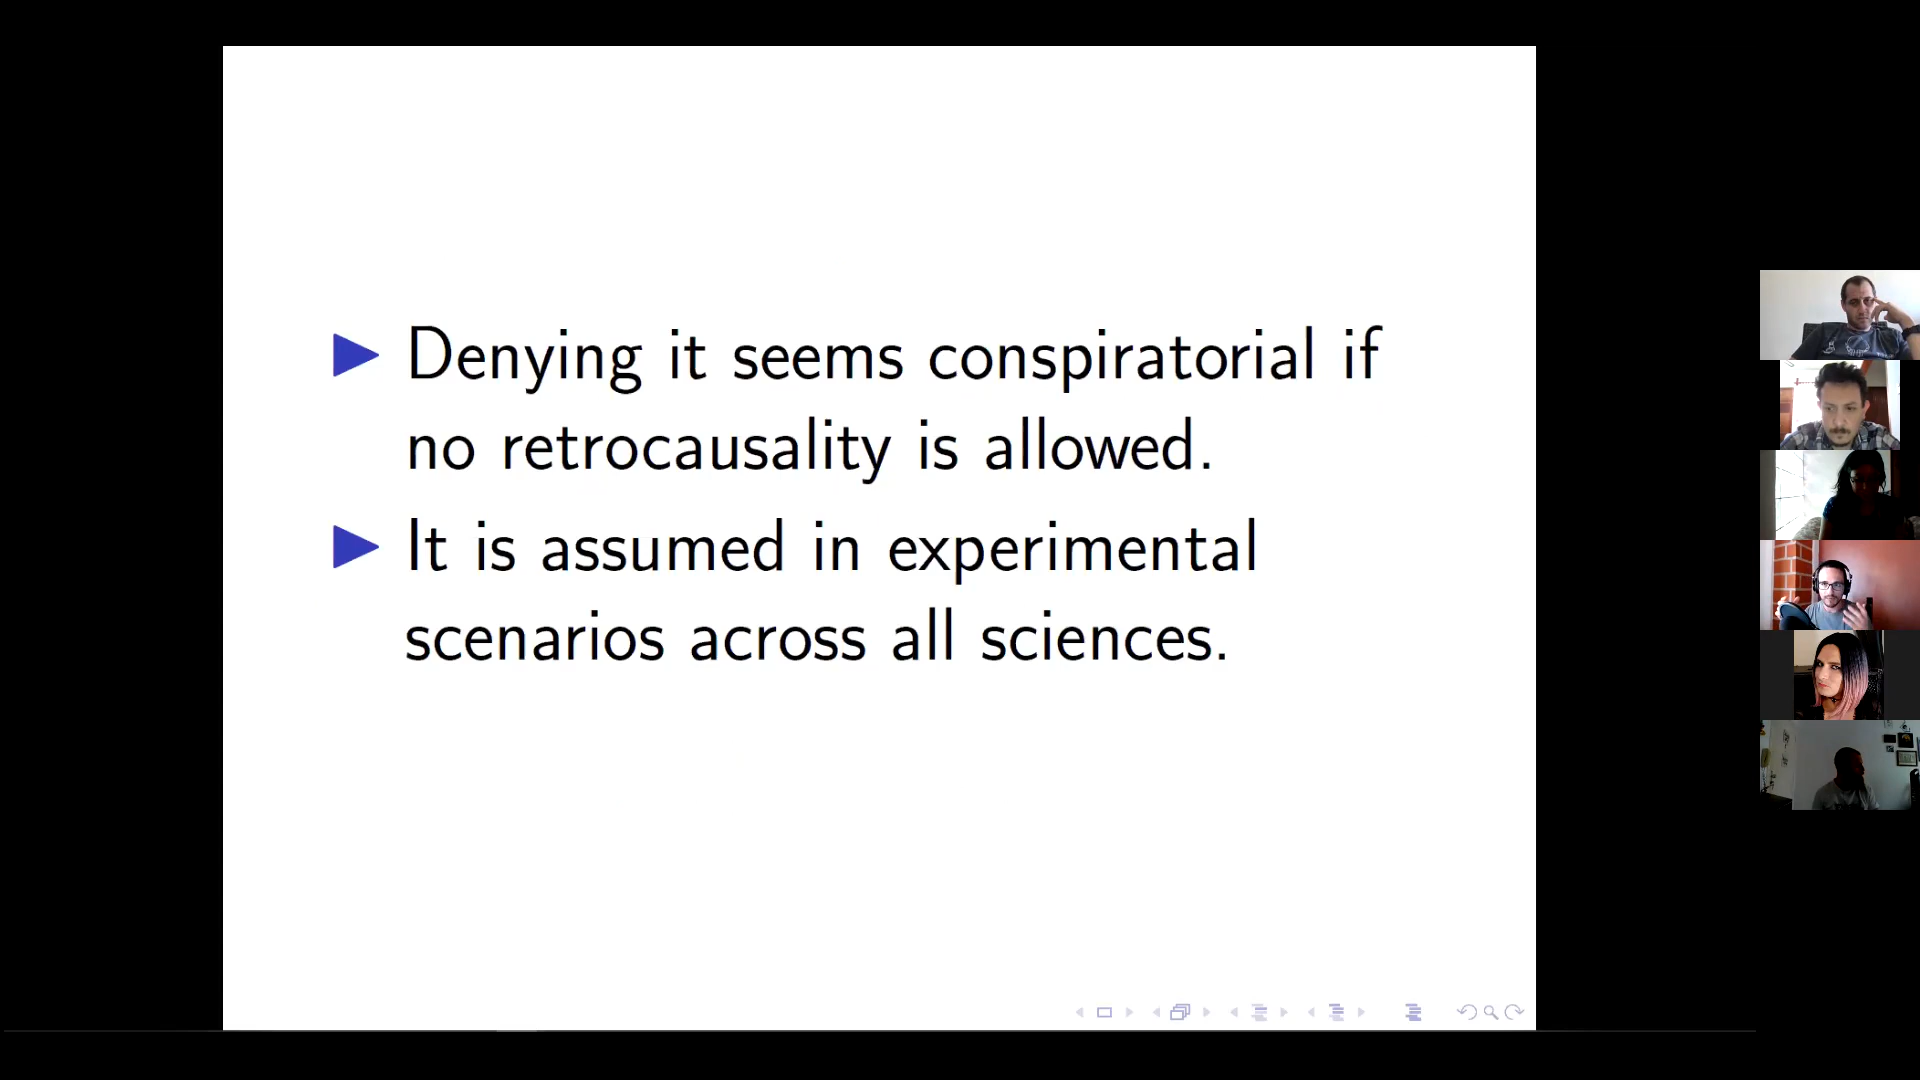 Denying it seems conspiratorial if
no retrocausality is allowed.
It is assumed in experimental
scenarios across all sciences.